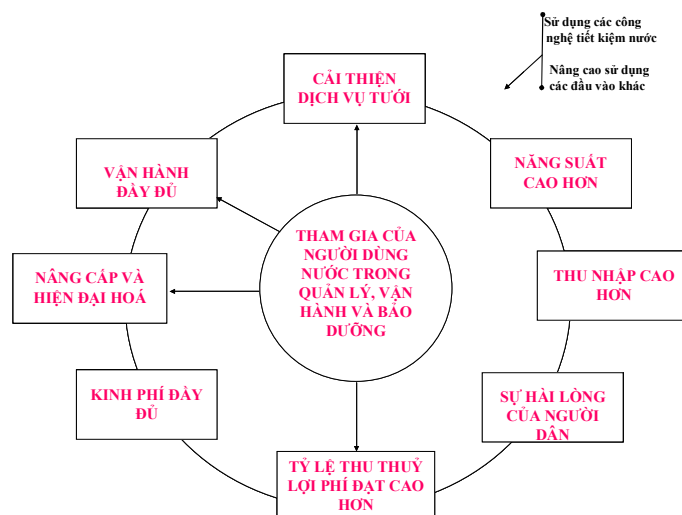 Sử dụng các công
nghệ tiết kiệm nước
Nâng cao sử dụng
các đầu vào khác
CẢI THIỆN
DỊCH VỤ TƯỚI
NĂNG SUẤT
CAO HƠN
THU NHẬP CAO
HƠN
SỰ HÀI LÒNG
CỦA NGƯỜI
DÂN
TỶ LỆ THU THUỶ
LỢI PHÍ ĐẠT CAO
HƠN
KINH PHÍ ĐẦY
ĐỦ
NÂNG CẤP VÀ
HIỆN ĐẠI HOÁ
VẬN HÀNH
ĐẦY ĐỦ
THAM GIA CỦA
NGƯỜI DÙNG
NƯỚC TRONG
QUẢN LÝ, VẬN
HÀNH VÀ BẢO
DƯỠNG